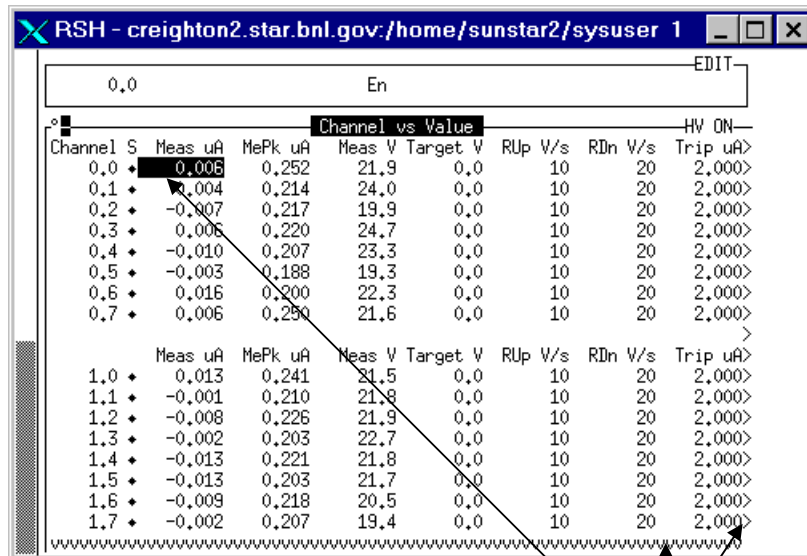 RSH - creighton2.star.bnl.gov:/home/sunstar2/sysuser 1
EDIT
0.0 En
Channel vs Value HV ON
Channel S Meas uA MePk uA Meas V Target V RUp V/s RDn V/s Trip uA>
0.0 ◆ 0.006 0.252 21.9 0.0 10 20 2.000>
0.1 ◆ 0.004 0.214 24.0 0.0 10 20 2.000>
0.2 ◆ -0.007 0.217 19.9 0.0 10 20 2.000>
0.3 ◆ 0.006 0.220 24.7 0.0 10 20 2.000>
0.4 ◆ -0.010 0.207 23.3 0.0 10 20 2.000>
0.5 ◆ -0.003 0.188 19.3 0.0 10 20 2.000>
0.6 ◆ 0.016 0.200 22.3 0.0 10 20 2.000>
0.7 ◆ 0.006 0.250 21.6 0.0 10 20 2.000>
>
Meas uA MePk uA Meas V Target V RUp V/s RDn V/s Trip uA>
1.0 ◆ 0.013 0.241 21.5 0.0 10 20 2.000>
1.1 ◆ -0.001 0.210 21.8 0.0 10 20 2.000>
1.2 ◆ -0.008 0.226 21.9 0.0 10 20 2.000>
1.3 ◆ -0.002 0.203 22.7 0.0 10 20 2.000>
1.4 ◆ -0.013 0.221 21.8 0.0 10 20 2.000>
1.5 ◆ -0.013 0.203 21.7 0.0 10 20 2.000>
1.6 ◆ -0.009 0.218 20.5 0.0 10 20 2.000>
1.7 ◆ -0.002 0.207 19.4 0.0 10 20 2.000>